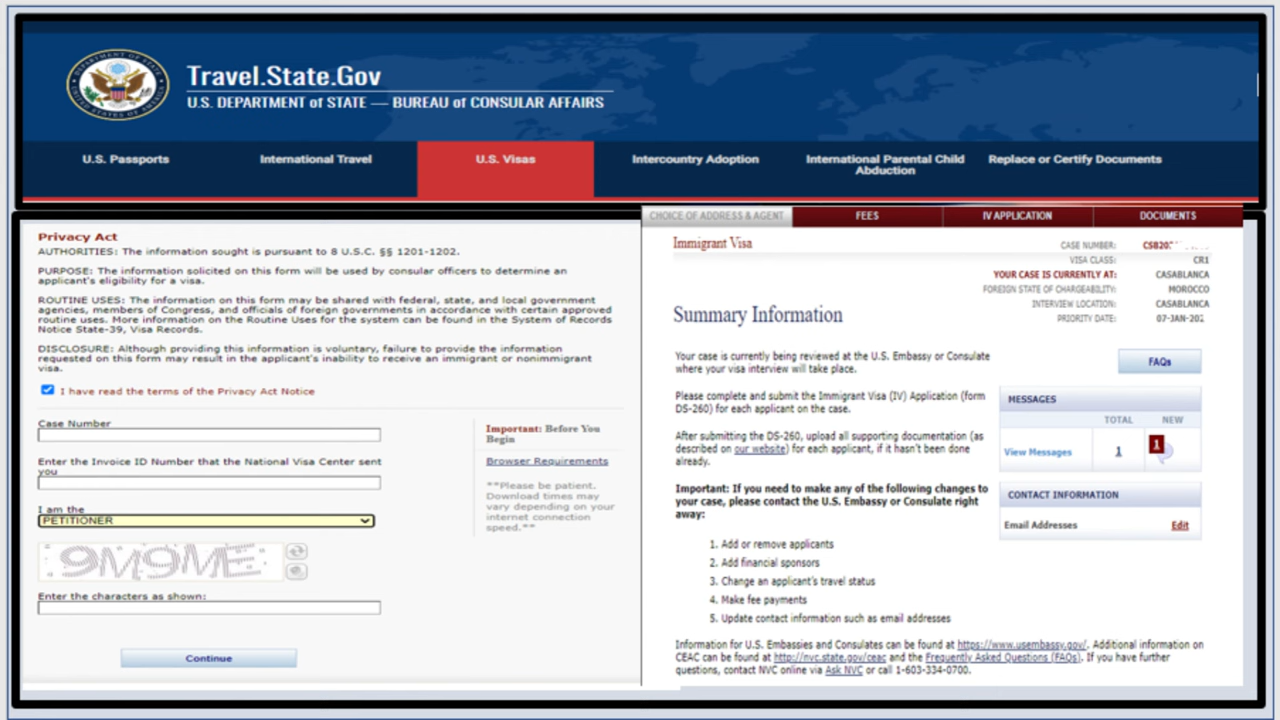 Travel.State.Gov
U.S. DEPARTMENT of STATE — BUREAU of CONSULAR AFFAIRS
U.S. Passports
International Travel
U.S. Visas
Intercountry Adoption
International Parental Child
Abduction
Replace or Certify Documents
Privacy Act
AUTHORITIES: The information sought is pursuant to 8 U.S.C. §§ 1201-1202.
PURPOSE: The information solicited on this form will be used by consular officers to determine an
applicant's eligibility for a visa.
ROUTINE USES: The information on this form may be shared with federal, state, and local government
agencies, members of Congress, and officials of foreign governments in accordance with certain approved
routine uses. More information on the Routine Uses for the system can be found in the System of Records
Notice State-39, Visa Records.
DISCLOSURE: Although providing this information is voluntary, failure to provide the information
requested on this form may result in the applicant's inability to receive an immigrant or nonimmigrant
visa.
I have read the terms of the Privacy Act Notice
Case Number
Enter the Invoice ID Number that the National Visa Center sent
you
I am the
PETITIONER
9M9ME
Enter the characters as shown:
Continue
Important: Before You
Begin
Browser Requirements
**Please be patient.
Download times may
vary depending on your
internet connection
speed.**
CHOICE OF ADDRESS & AGENT
FEES
IV APPLICATION
DOCUMENTS
Immigrant Visa
CASE NUMBER: CSB20
VISA CLASS: CR1
YOUR CASE IS CURRENTLY AT: CASABLANCA
FOREIGN STATE OF CHARGEABILITY: MOROCCO
INTERVIEW LOCATION: CASABLANCA
PRIORITY DATE: 07-JAN-202
Summary Information
Your case is currently being reviewed at the U.S. Embassy or Consulate
where your visa interview will take place.
Please complete and submit the Immigrant Visa (IV) Application (form
DS-260) for each applicant on the case.
After submitting the DS-260, upload all supporting documentation (as
described on our website) for each applicant, if it hasn't been done
already.
Important: If you need to make any of the following changes to
your case, please contact the U.S. Embassy or Consulate right
away:
1. Add or remove applicants
2. Add financial sponsors
3. Change an applicant's travel status
4. Make fee payments
5. Update contact information such as email addresses
Information for U.S. Embassies and Consulates can be found at https://www.usembassy.gov/. Additional information on
CEAC can be found at http://nvc.state.gov/ceac and the Frequently Asked Questions (FAQs). If you have further
questions, contact NVC online via Ask NVC or call 1-603-334-0700.
FAQs
MESSAGES
TOTAL NEW
View Messages 1 1
CONTACT INFORMATION
Email Addresses Edit